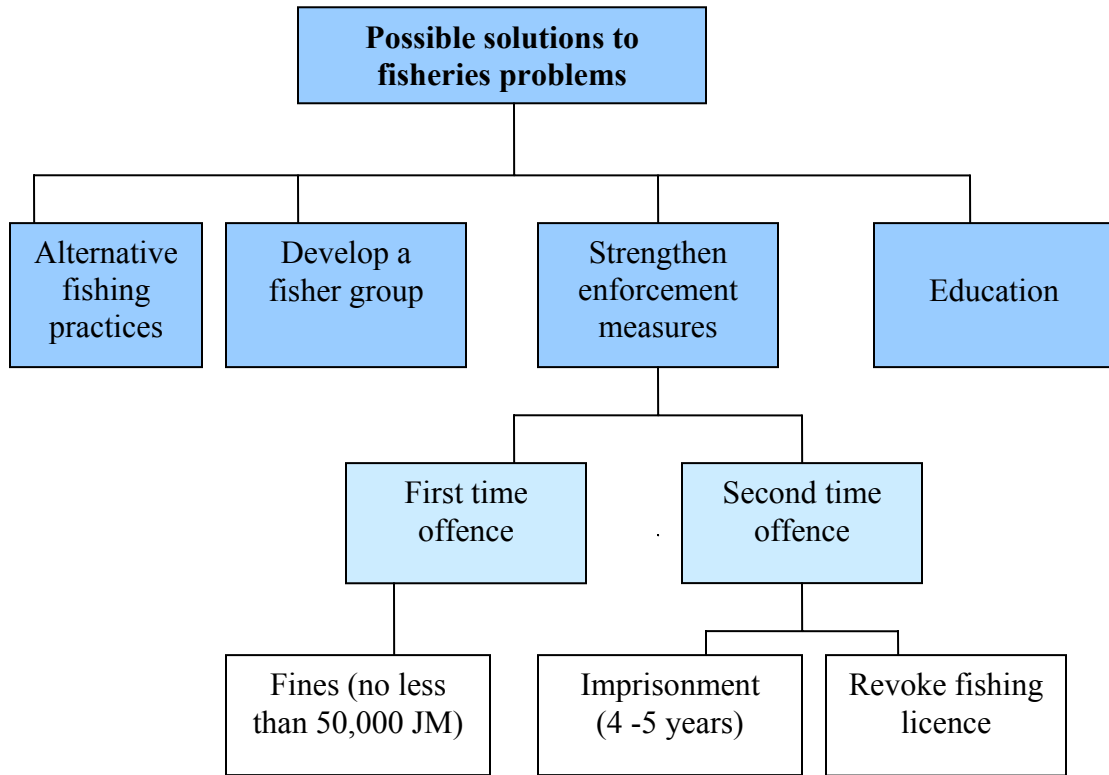 Possible solutions to
fisheries problems
Alternative
fishing
practices
Develop a
fisher group
Strengthen
enforcement
measures
Education
First time
offence
Second time
offence
Fines (no less
than 50,000 JM)
Imprisonment
(4 -5 years)
Revoke fishing
licence